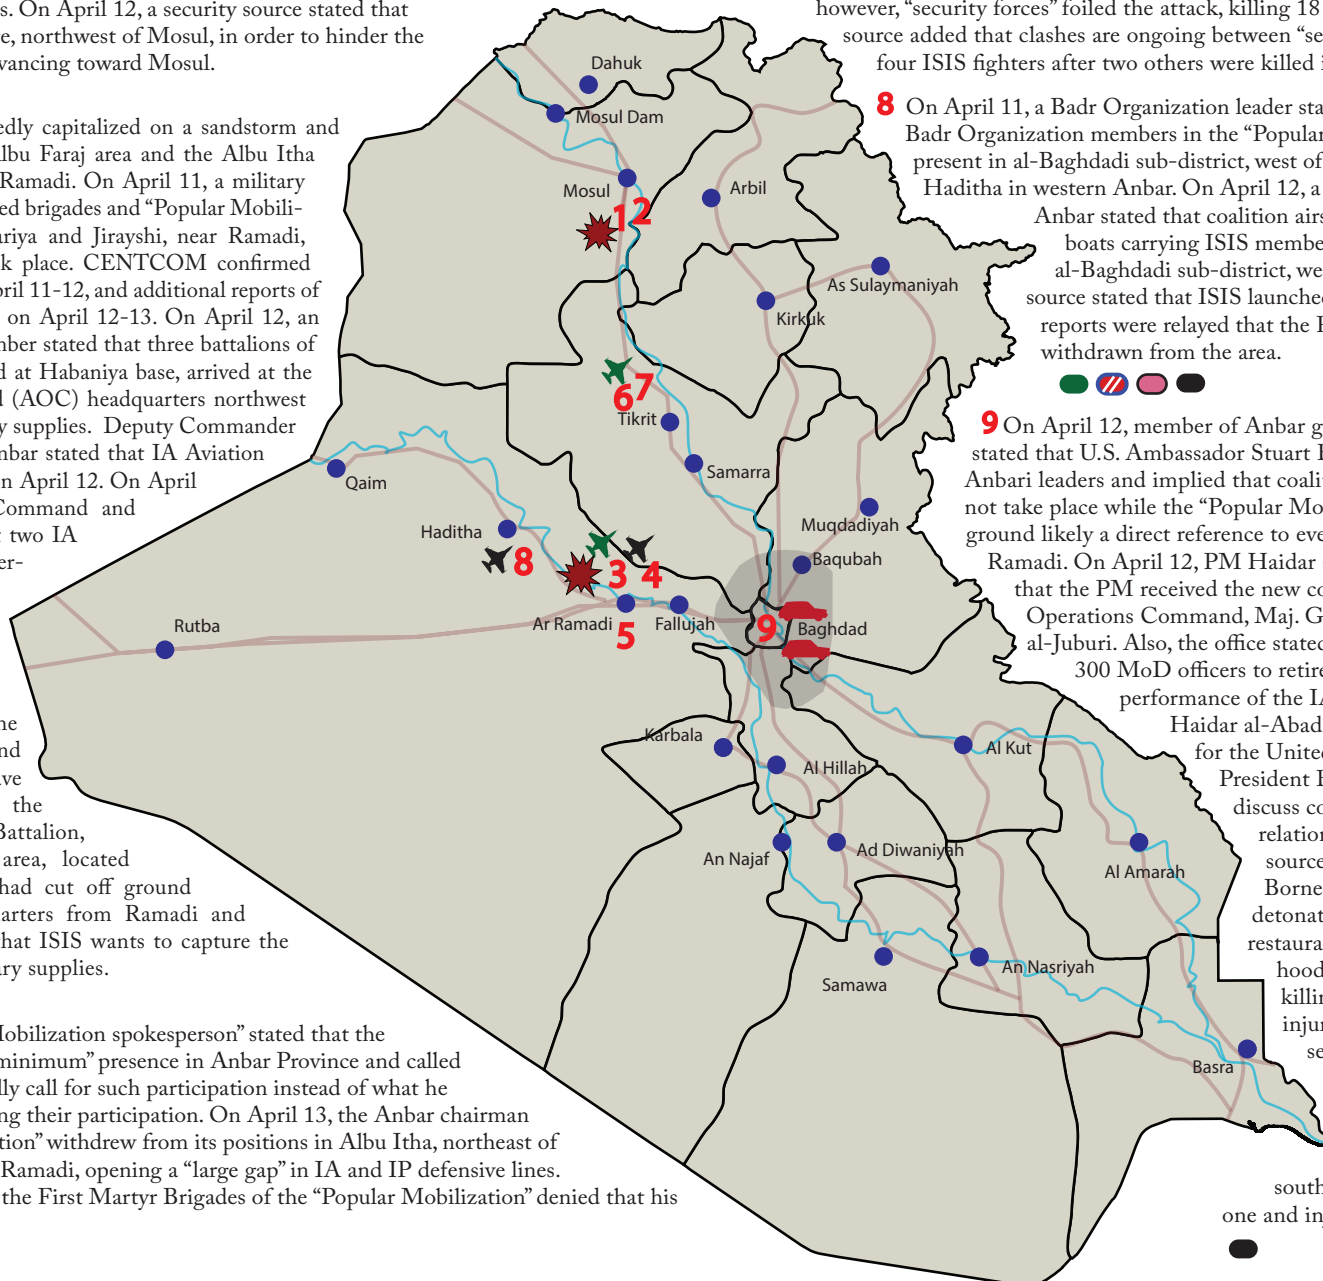 s. On April 12, a security source stated that
e, northwest of Mosul, in order to hinder the
vancing toward Mosul.
edly capitalized on a sandstorm and
lbu Faraj area and the Albu Itha
Ramadi. On April 11, a military
ed brigades and “Popular Mobili-
ariya and Jirayshi, near Ramadi,
k place. CENTCOM confirmed
pril 11-12, and additional reports of
on April 12-13. On April 12, an
mber stated that three battalions of
d at Habaniya base, arrived at the
l (AOC) headquarters northwest
y supplies. Deputy Commander
nbar stated that IA Aviation
n April 12. On April
Command and
t two IA
er-
ne
nd
ave
the
Battalion,
area, located
had cut off ground
uarters from Ramadi and
hat ISIS wants to capture the
ary supplies.
Mobilization spokesperson” stated that the
minimum” presence in Anbar Province and called
lly call for such participation instead of what he
ng their participation. On April 13, the Anbar chairman
tion” withdrew from its positions in Albu Itha, northeast of
Ramadi, opening a “large gap” in IA and IP defensive lines.
the First Martyr Brigades of the “Popular Mobilization” denied that his
however, “security forces” foiled the attack, killing 18
source added that clashes are ongoing between “se
four ISIS fighters after two others were killed i
8 On April 11, a Badr Organization leader sta
Badr Organization members in the “Popular
present in al-Baghdadi sub-district, west of
Haditha in western Anbar. On April 12, a
Anbar stated that coalition airs
boats carrying ISIS membe
al-Baghdadi sub-district, we
source stated that ISIS launched
reports were relayed that the P
withdrawn from the area.
9 On April 12, member of Anbar g
stated that U.S. Ambassador Stuart
Anbari leaders and implied that coalit
not take place while the “Popular Mo
ground likely a direct reference to eve
Ramadi. On April 12, PM Haidar
that the PM received the new co
Operations Command, Maj. G
al-Juburi. Also, the office stated
300 MoD officers to retire
performance of the IA
Haidar al-Abad
for the United
President
discuss co
relation
source
Borne
detonat
restaura
hood
killin
injur
se
south
one and in
Dahuk
Mosul Dam
Mosul
Arbil
1
2
As Sulaymaniyah
Kirkuk
6
7
Tikrit
Samarra
Qaim
Haditha
Muqdadiyah
Baqubah
8
3
4
Ar Ramadi
Fallujah
5
9
Baghdad
Rutba
Karbala
Al Hillah
Al Kut
An Najaf
Ad Diwaniyah
Al Amarah
Samawa
An Nasriyah
Basra